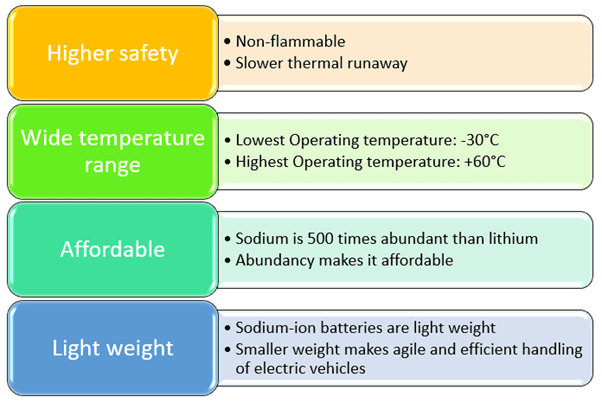 Higher safety
• Non-flammable
• Slower thermal runaway
Wide temperature
range
• Lowest Operating temperature: -30°C
• Highest Operating temperature: +60°C
Affordable
• Sodium is 500 times abundant than lithium
• Abundancy makes it affordable
Light weight
• Sodium-ion batteries are light weight
• Smaller weight makes agile and efficient handling
of electric vehicles